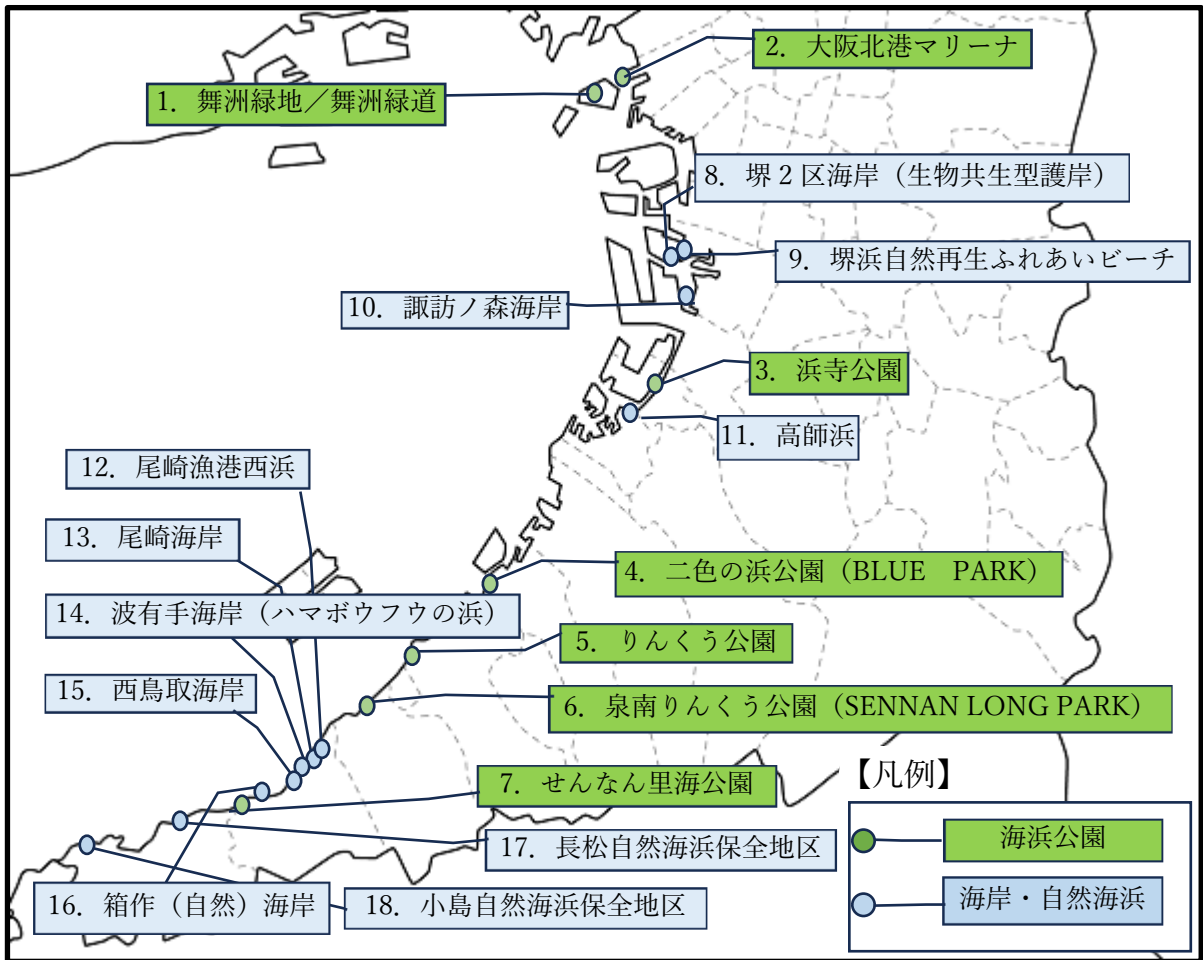 2. 大阪北港マリーナ
1. 舞洲緑地／舞洲緑道
8. 堺2区海岸（生物共生型護岸）
9. 堺浜自然再生ふれあいビーチ
10. 諏訪ノ森海岸
3. 浜寺公園
11. 高師浜
12. 尾崎漁港西浜
13. 尾崎海岸
4. 二色の浜公園（BLUE　PARK）
14. 波有手海岸（ハマボウフウの浜）
5. りんくう公園
15. 西鳥取海岸
6. 泉南りんくう公園（SENNAN LONG PARK）
7. せんなん里海公園
17. 長松自然海浜保全地区
16. 箱作（自然）海岸
18. 小島自然海浜保全地区
【凡例】
海浜公園
海岸・自然海浜